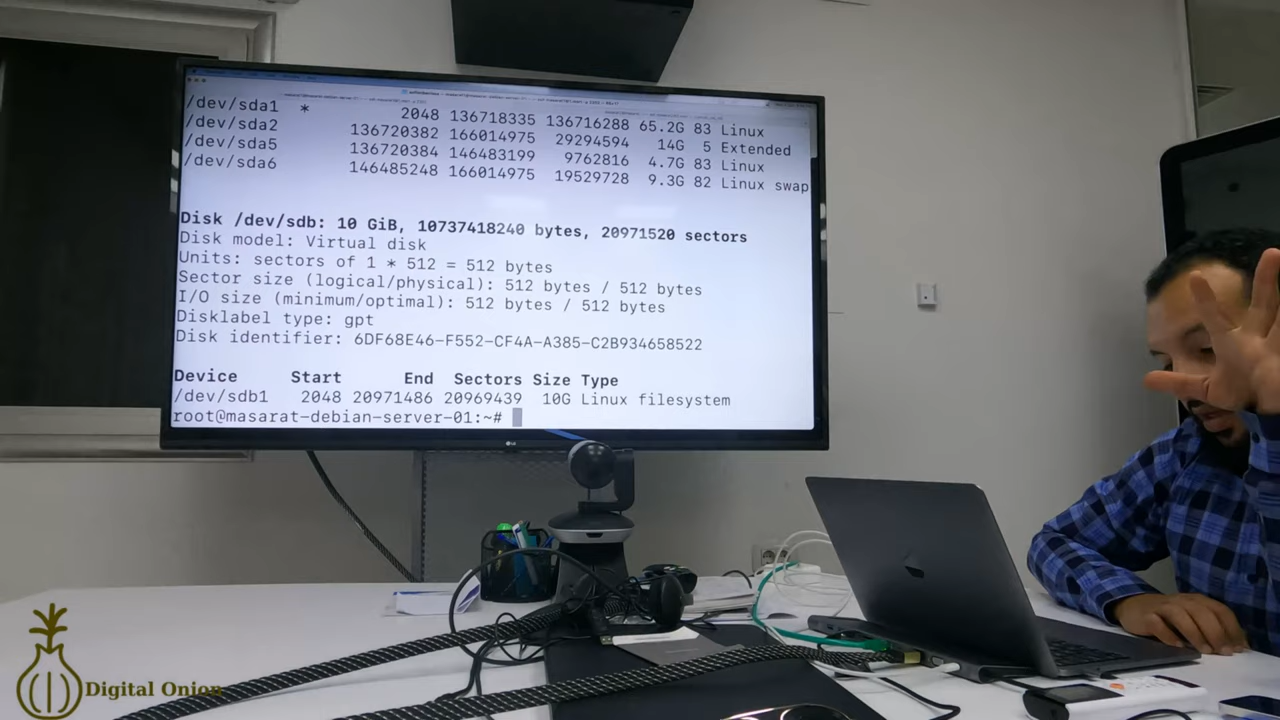 /dev/sda1 * 2048 136718335 136716288 65.2G 83 Linux
/dev/sda2 136720382 166014975 29294594 14G 5 Extended
/dev/sda5 136720384 146483199 9762816 4.7G 83 Linux
/dev/sda6 146485248 166014975 19529728 9.3G 82 Linux swap
Disk /dev/sdb: 10 GiB, 10737418240 bytes, 20971520 sectors
Disk model: Virtual disk
Units: sectors of 1 * 512 = 512 bytes
Sector size (logical/physical): 512 bytes / 512 bytes
I/O size (minimum/optimal): 512 bytes / 512 bytes
Disklabel type: gpt
Disk identifier: 6DF68E46-F552-CF4A-A385-C2B934658522
Device Start End Sectors Size Type
/dev/sdb1 2048 20971486 20969439 10G Linux filesystem
root@masarat-debian-server-01:~#
LG
Digital Onion